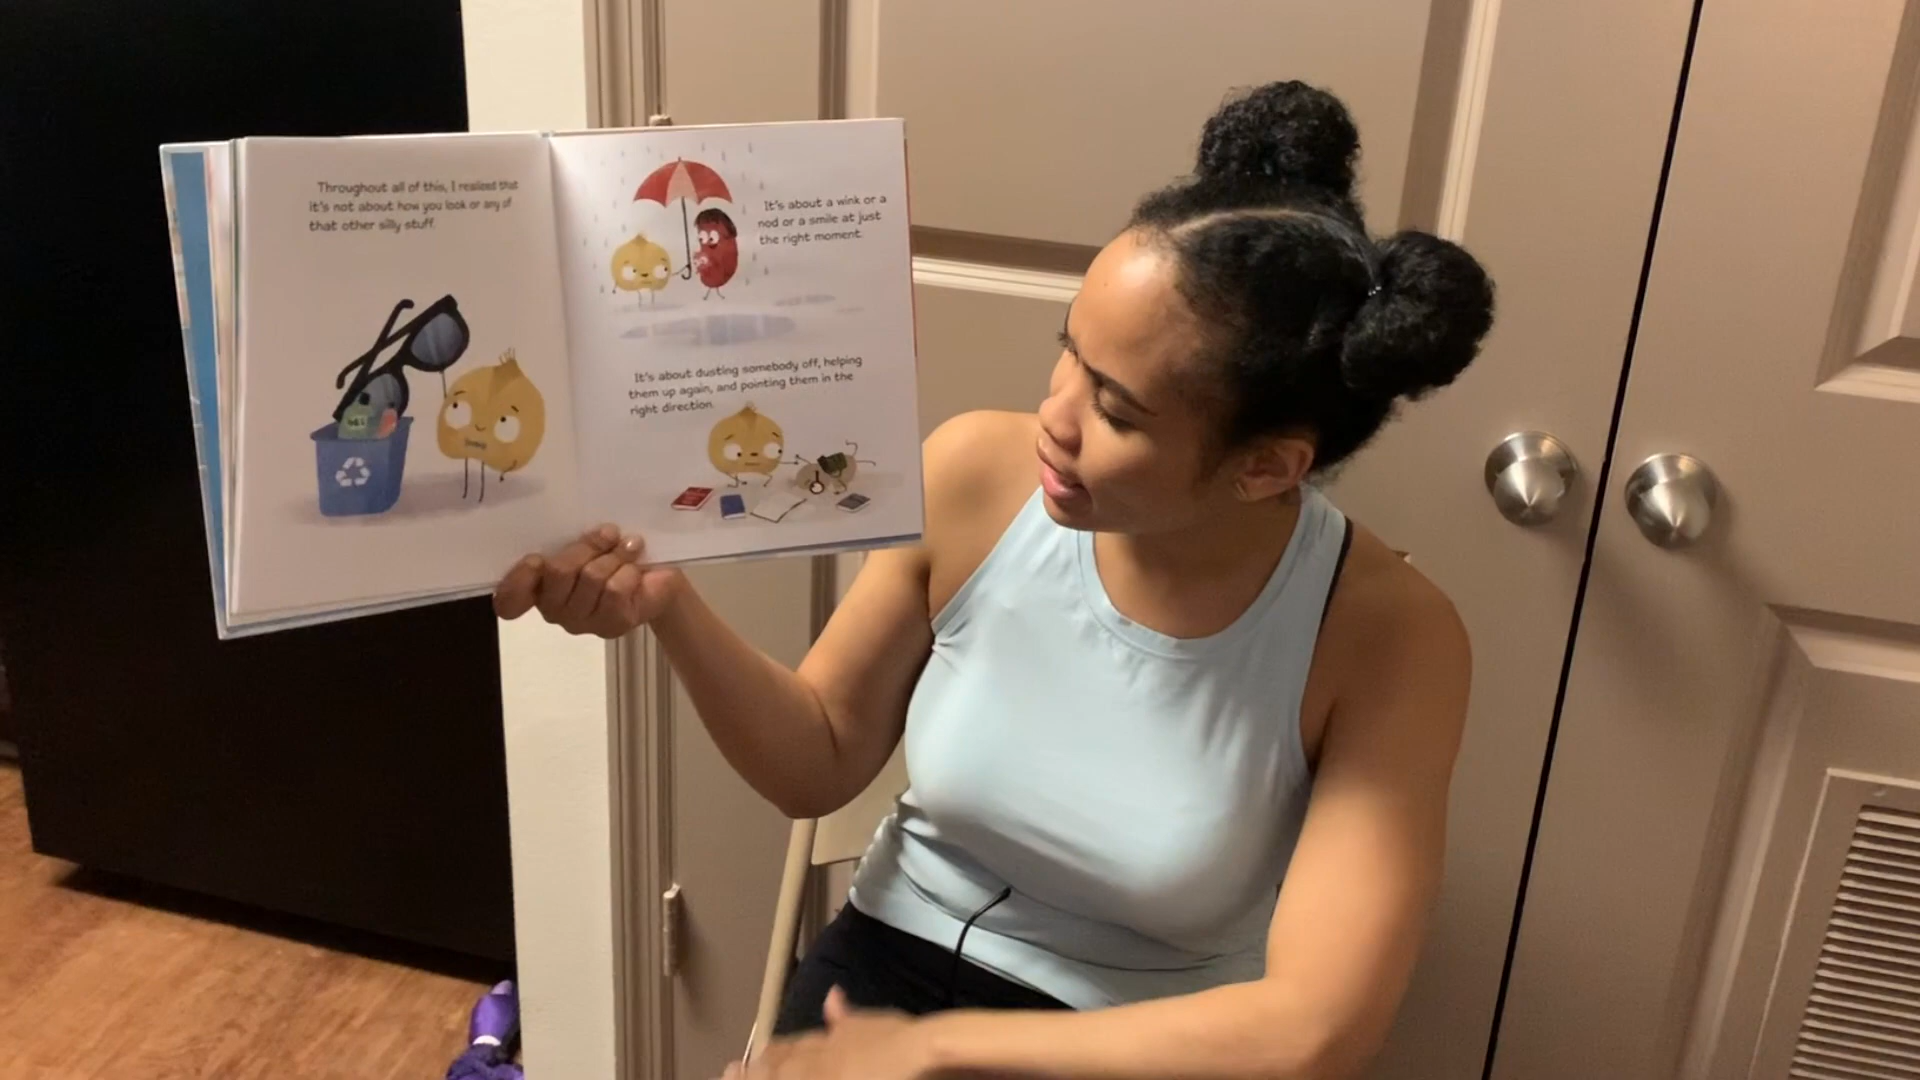 Throughout all of this, I realized that
it's not about how you look or any of
that other silly stuff.
It's about a wink or a
nod or a smile at just
the right moment.
It's about dusting somebody off, helping
them up again, and pointing them in the
right direction.